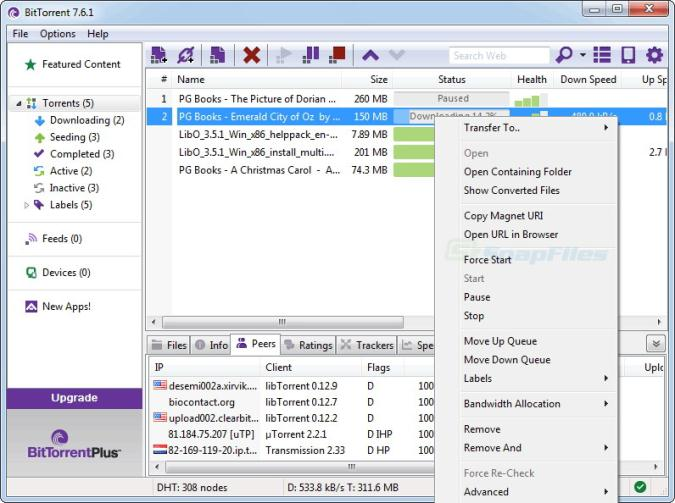 BitTorrent 7.6.1
File Options Help
Search Web
Featured Content
Torrents (5)
Downloading (2)
Seeding (3)
Completed (3)
Active (2)
Inactive (3)
Labels (5)
Feeds (0)
Devices (0)
New Apps!
Upgrade
BitTorrentPlus
# Name Size Status Health Down Speed Up Sp
1 PG Books - The Picture of Dorian ... 260 MB Paused
2 PG Books - Emerald City of Oz by ... 150 MB Downloading 14.2% 0.8
LibO_3.5.1_Win_x86_helppack_en-... 7.89 MB
LibO_3.5.1_Win_x86_install_multi.... 201 MB 2.7
PG Books - A Christmas Carol - A... 74.3 MB
Transfer To..
Open
Open Containing Folder
Show Converted Files
Copy Magnet URI
Open URL in Browser
Force Start
Start
Pause
Stop
Move Up Queue
Move Down Queue
Labels
Bandwidth Allocation
Remove
Remove And
Force Re-Check
Advanced
SnapFiles
Files Info Peers Ratings Trackers Spe
IP Client Flags Uplo
desemi002a.xirvik.... libTorrent 0.12.9 D 100
biocontact.org libTorrent 0.12.7 D 100
upload002.clearbit... libTorrent 0.12.2 D 100
81.184.75.207 [uTP] µTorrent 2.2.1 D IHP 100
82-169-119-20.ip.t... Transmission 2.33 D HP 100
DHT: 308 nodes D: 533.8 kB/s T: 311.6 MB